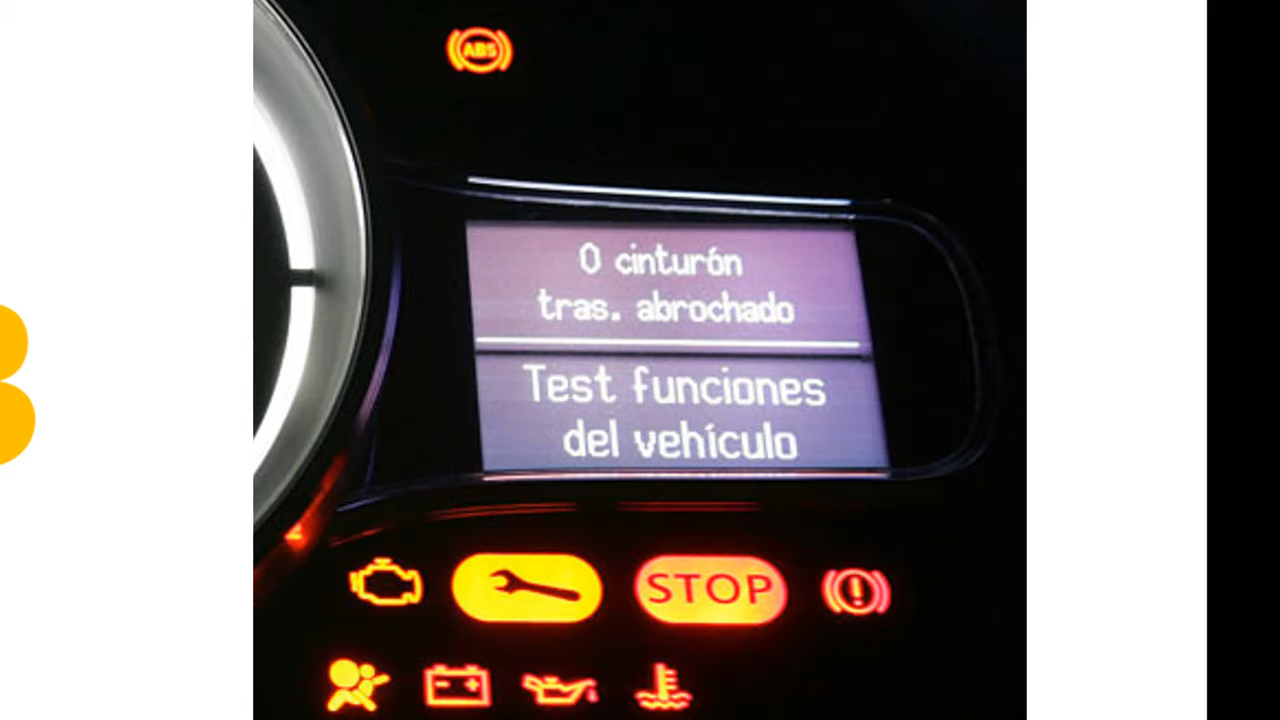 ABS
0 cinturón
tras. abrochado
Test funciones
del vehículo
STOP